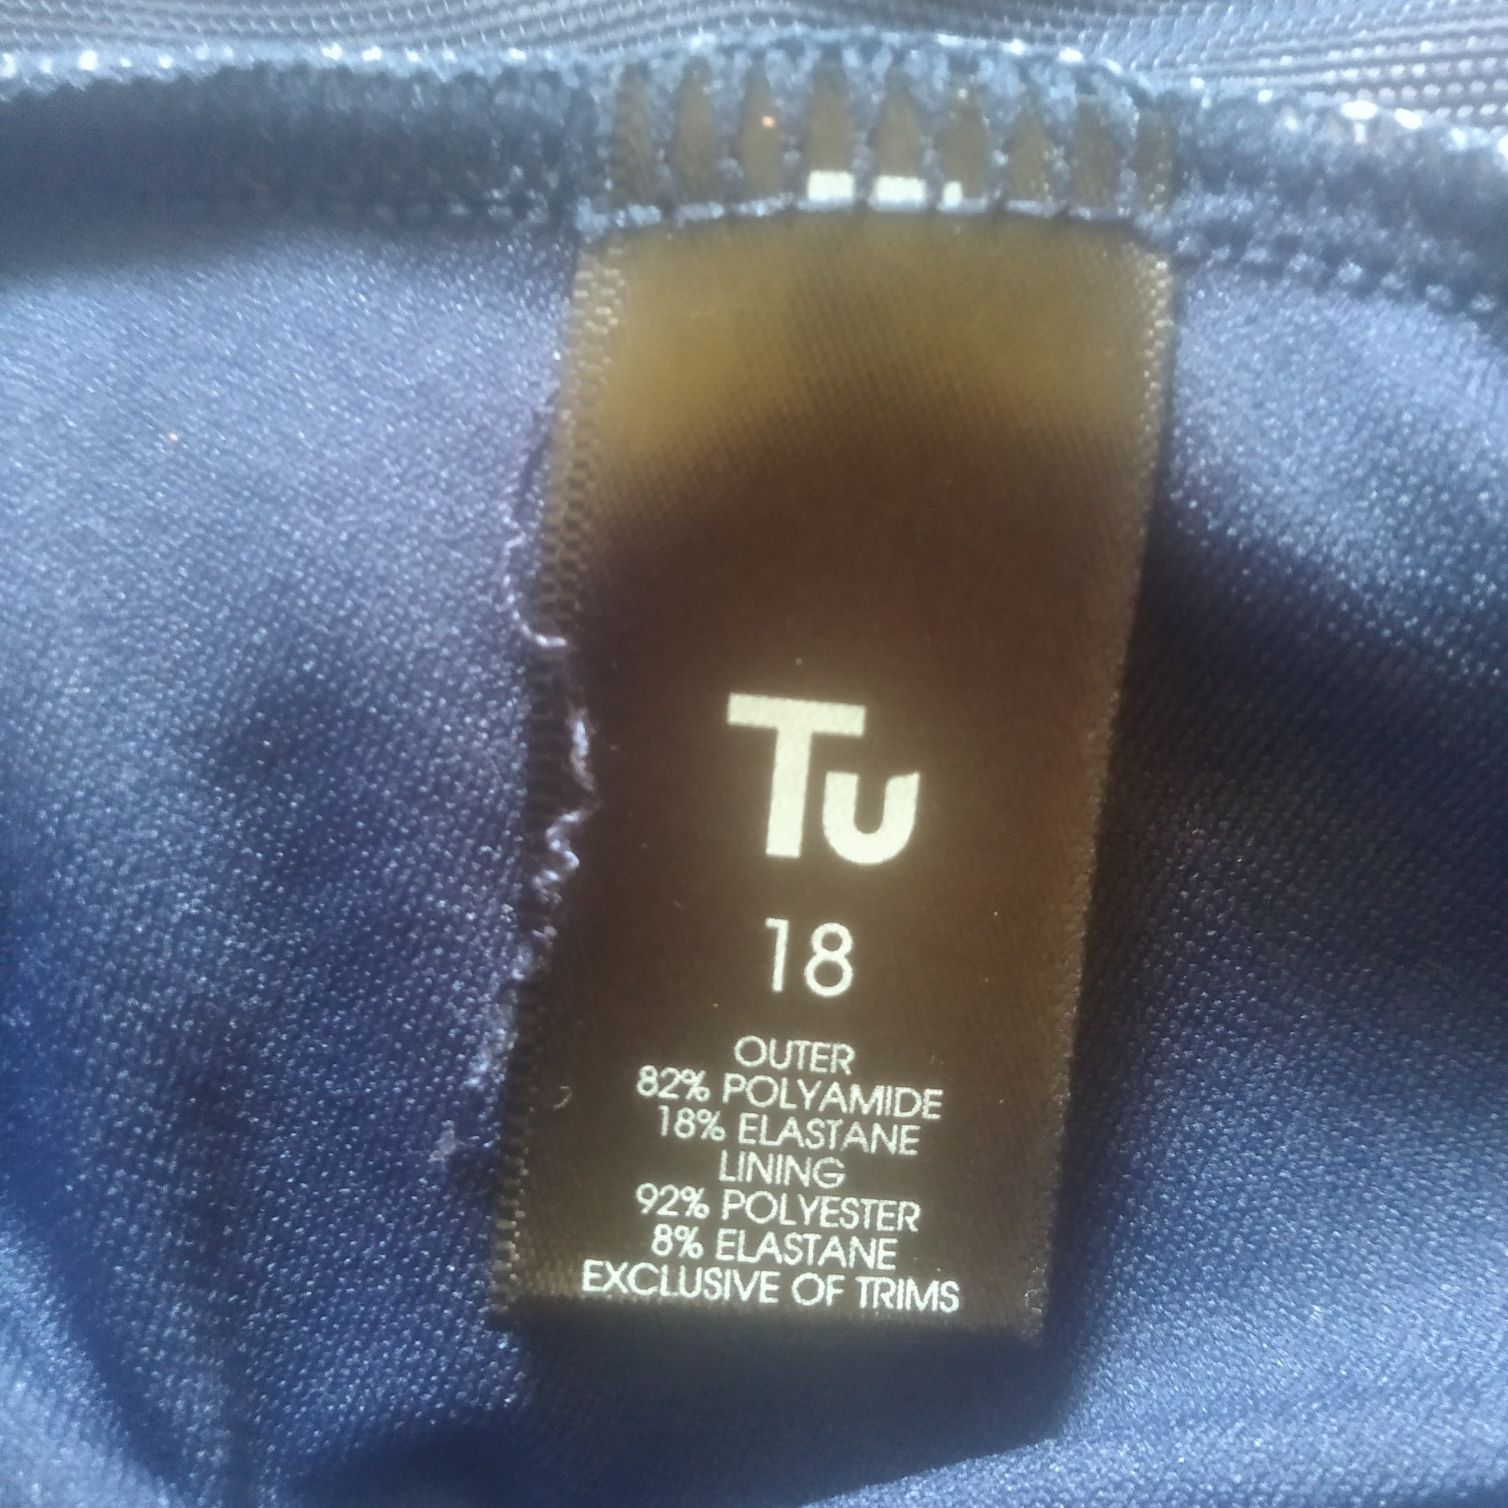 Tu
18
OUTER
82% POLYAMIDE
18% ELASTANE
LINING
92% POLYESTER
8% ELASTANE
EXCLUSIVE OF TRIMS